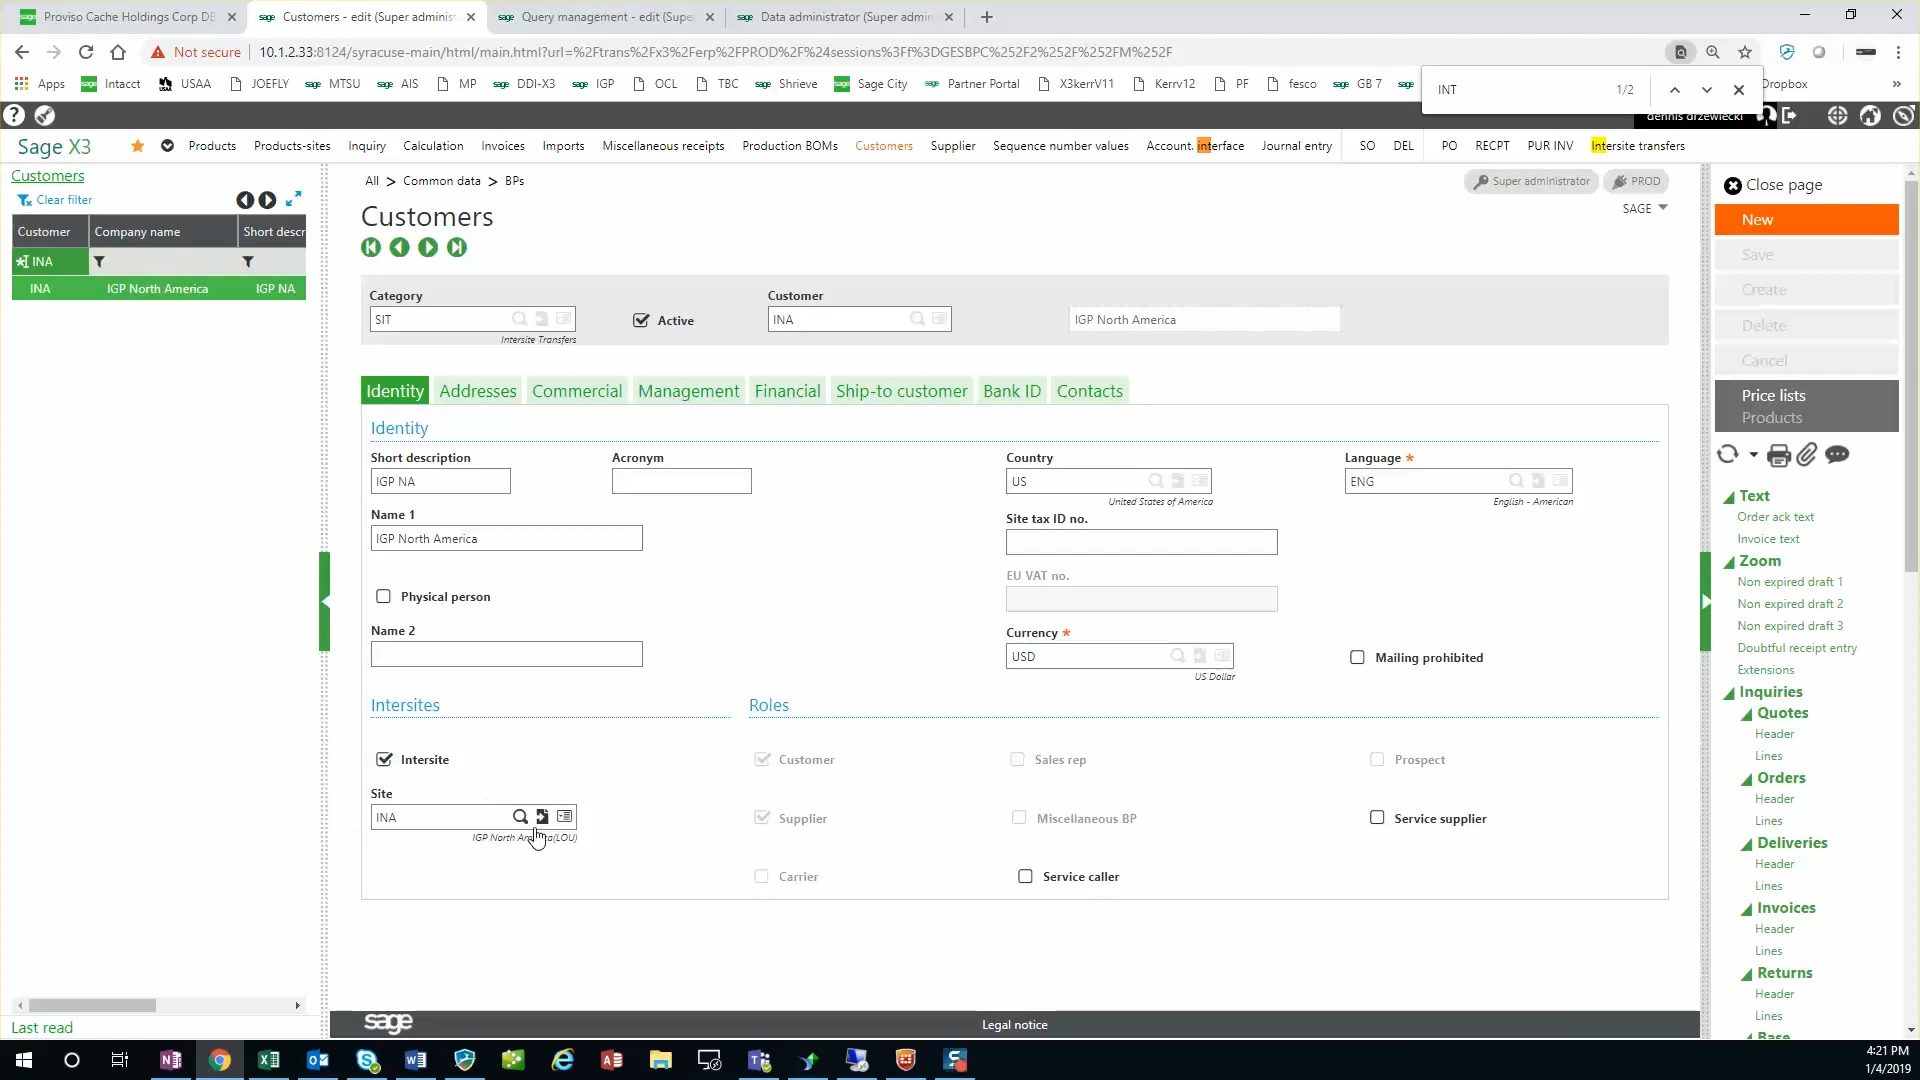 Proviso Cache Holdings Corp DB
Customers - edit (Super administ
Query management - edit (Supe
Data administrator (Super admin
Not secure
10.1.2.33:8124/syracuse-main/html/main.html?url=%2Ftrans%2Fx3%2Ferp%2FPROD%2F%24sessions%3Ff%3DGESBPC%252F2%252F%252FM%252F
Apps
Intacct
USAA
JOEFLY
MTSU
AIS
MP
DDI-X3
IGP
OCL
TBC
Shrieve
Sage City
Partner Portal
X3kerrV11
Kerrv12
PF
fesco
GB 7
Dropbox
INT
1/2
dennis drzewiecki
Sage X3
Products
Products-sites
Inquiry
Calculation
Invoices
Imports
Miscellaneous receipts
Production BOMs
Customers
Supplier
Sequence number values
Account. interface
Journal entry
SO
DEL
PO
RECPT
PUR INV
Intersite transfers
Customers
Clear filter
Customer
Company name
Short descr
INA
INA
IGP North America
IGP NA
Last read
All > Common data > BPs
Super administrator
PROD
SAGE
Customers
Category
SIT
Intersite Transfers
Active
Customer
INA
IGP North America
Identity
Addresses
Commercial
Management
Financial
Ship-to customer
Bank ID
Contacts
Identity
Short description
IGP NA
Acronym
Country
US
United States of America
Language *
ENG
English - American
Name 1
IGP North America
Site tax ID no.
EU VAT no.
Physical person
Name 2
Currency *
USD
US Dollar
Mailing prohibited
Intersites
Roles
Intersite
Customer
Sales rep
Prospect
Site
INA
Supplier
Miscellaneous BP
Service supplier
Carrier
Service caller
sage
Legal notice
Close page
New
Save
Create
Delete
Cancel
Price lists
Products
Text
Order ack text
Invoice text
Zoom
Non expired draft 1
Non expired draft 2
Non expired draft 3
Doubtful receipt entry
Extensions
Inquiries
Quotes
Header
Lines
Orders
Header
Lines
Deliveries
Header
Lines
Invoices
Header
Lines
Returns
Header
Lines
4:21 PM
1/4/2019